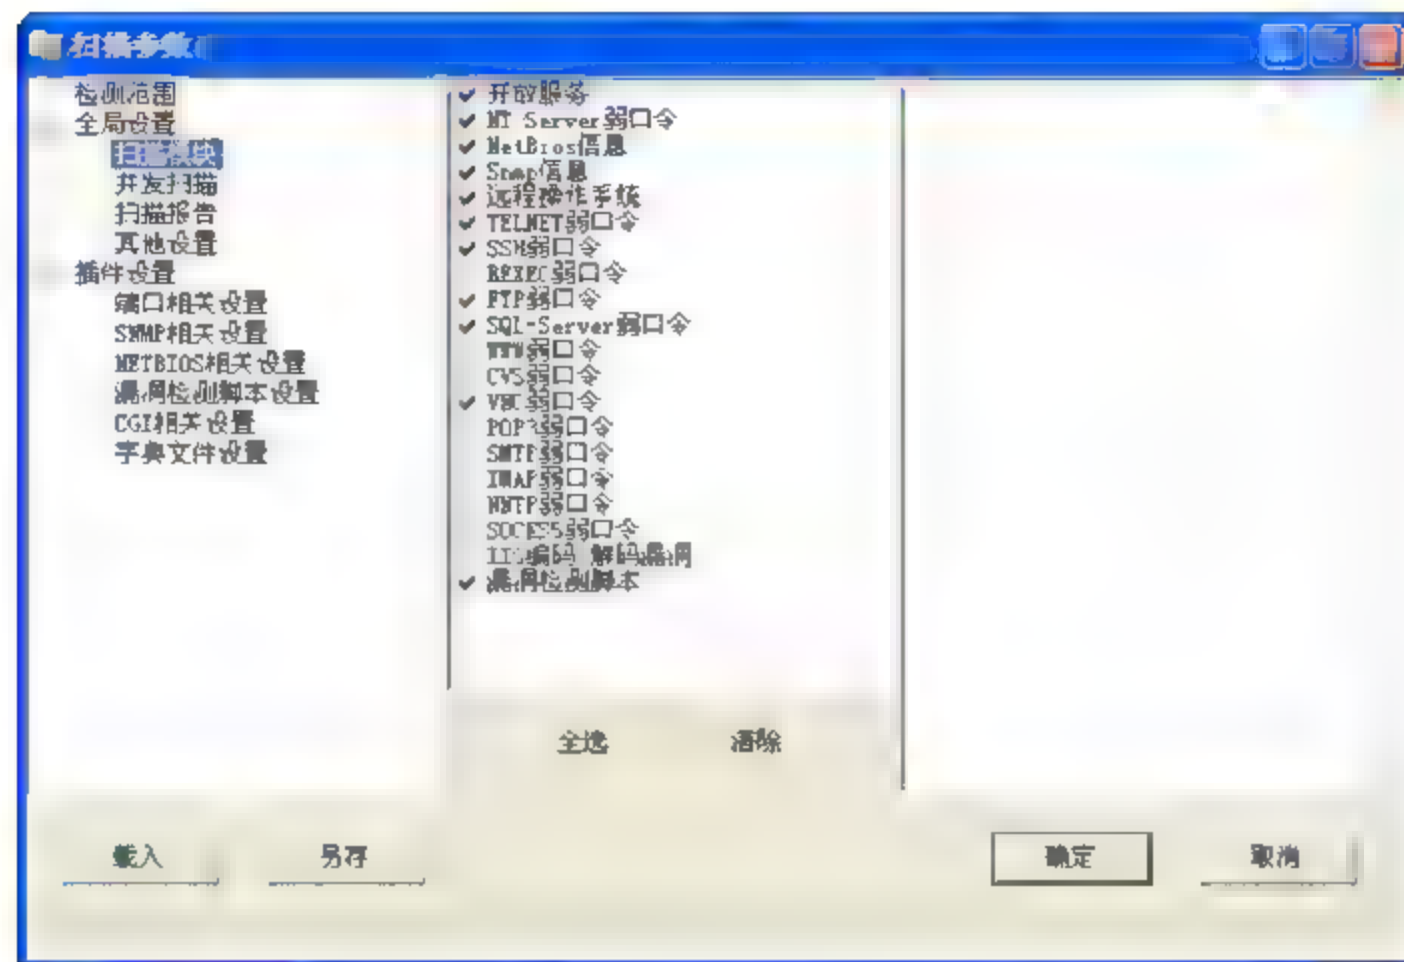 扫描参数
检测范围
全局设置
扫描模块
并发扫描
扫描报告
其他设置
插件设置
端口相关设置
SNMP相关设置
NETBIOS相关设置
漏洞检测脚本设置
CGI相关设置
字典文件设置
开放服务
NT-Server弱口令
NetBios信息
Snmp信息
远程操作系统
TELNET弱口令
SSH弱口令
REXEC弱口令
FTP弱口令
SQL-Server弱口令
WWW弱口令
CVS弱口令
VNC弱口令
POP3弱口令
SMTP弱口令
IMAP弱口令
NNTP弱口令
SOCKS5弱口令
IIS编码/解码漏洞
漏洞检测脚本
全选
清除
载入
另存
确定
取消